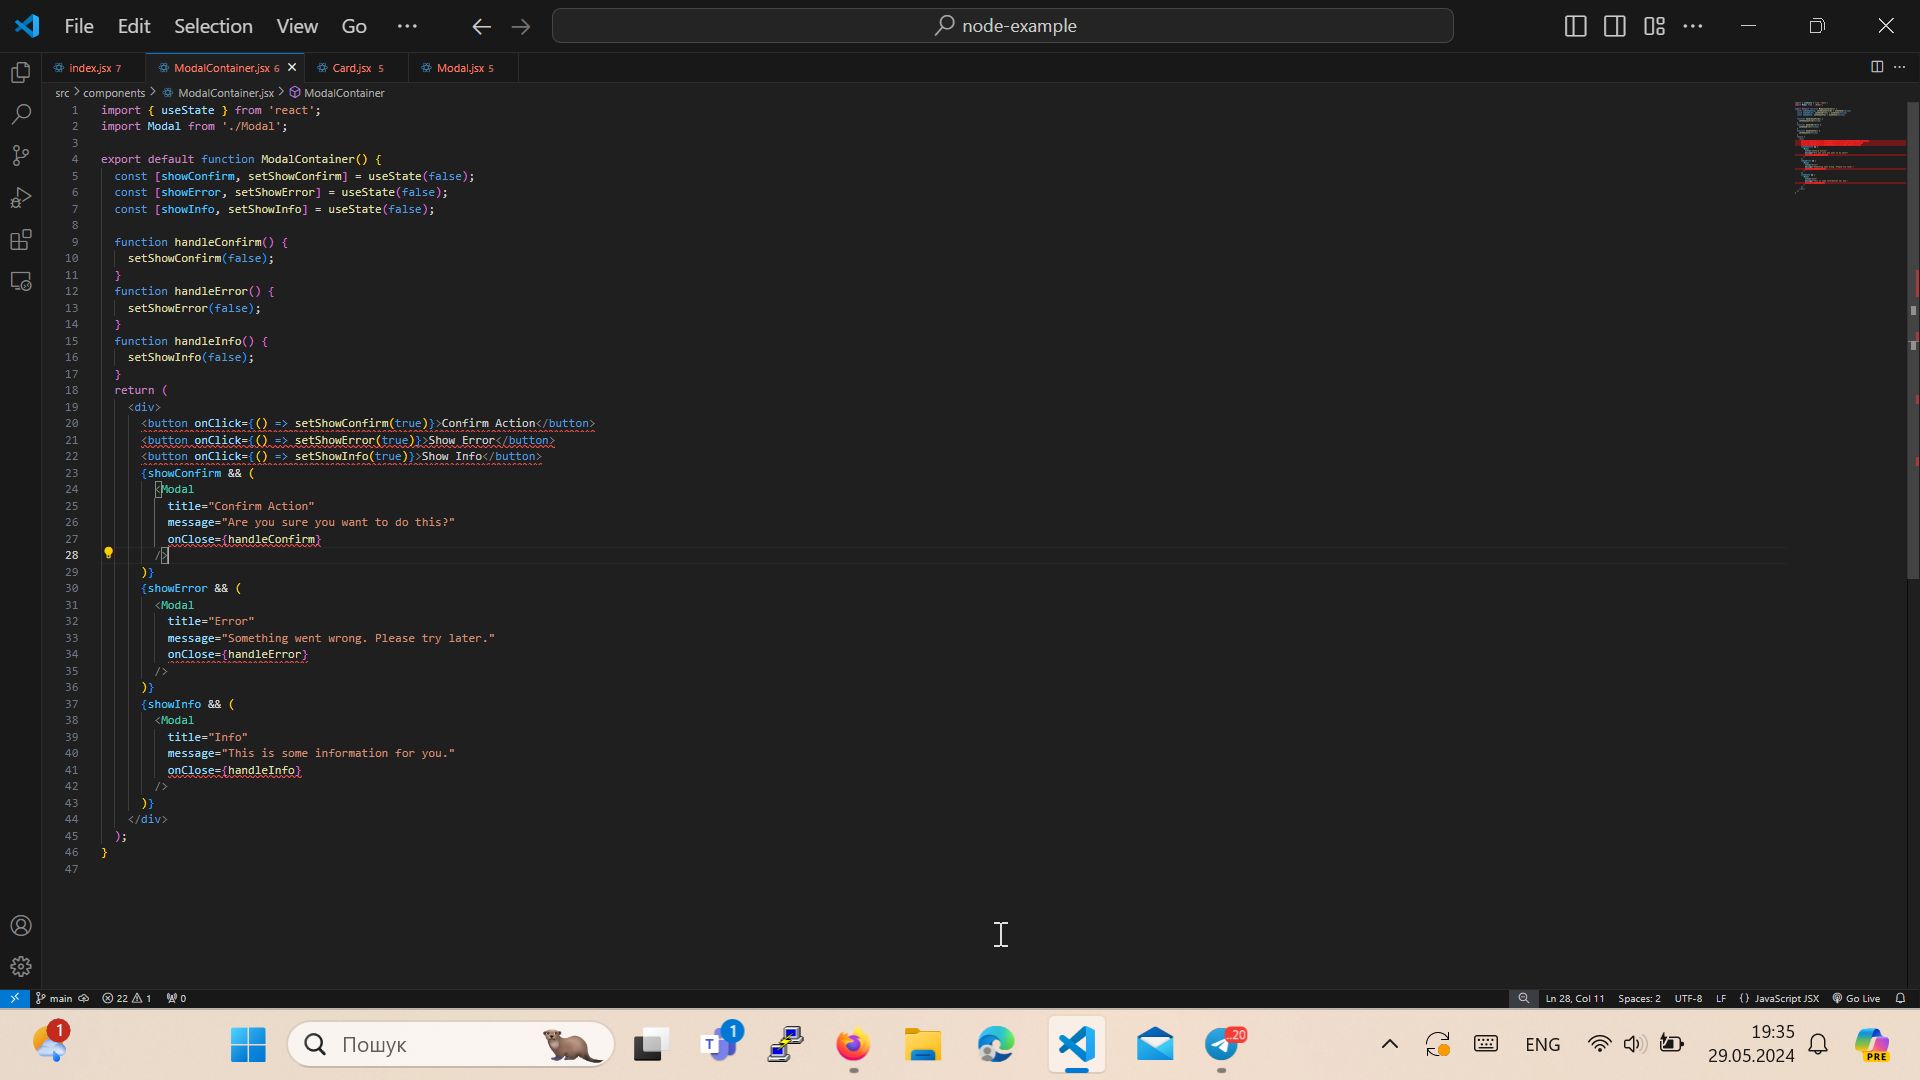 File Edit Selection View Go
node-example
index.jsx 7 ModalContainer.jsx 6 Card.jsx 5 Modal.jsx 5
src > components > ModalContainer.jsx > ModalContainer
1 import { useState } from 'react';
2 import Modal from './Modal';
3
4 export default function ModalContainer() {
5 const [showConfirm, setShowConfirm] = useState(false);
6 const [showError, setShowError] = useState(false);
7 const [showInfo, setShowInfo] = useState(false);
8
9 function handleConfirm() {
10 setShowConfirm(false);
11 }
12 function handleError() {
13 setShowError(false);
14 }
15 function handleInfo() {
16 setShowInfo(false);
17 }
18 return (
19 <div>
20 <button onClick={() => setShowConfirm(true)}>Confirm Action</button>
21 <button onClick={() => setShowError(true)}>Show Error</button>
22 <button onClick={() => setShowInfo(true)}>Show Info</button>
23 {showConfirm && (
24 <Modal
25 title="Confirm Action"
26 message="Are you sure you want to do this?"
27 onClose={handleConfirm}
28 />
29 )}
30 {showError && (
31 <Modal
32 title="Error"
33 message="Something went wrong. Please try later."
34 onClose={handleError}
35 />
36 )}
37 {showInfo && (
38 <Modal
39 title="Info"
40 message="This is some information for you."
41 onClose={handleInfo}
42 />
43 )}
44 </div>
45 );
46 }
47
main 22 1 0 Ln 28, Col 11 Spaces: 2 UTF-8 LF {} JavaScript JSX Go Live
1 Пошук T 1 20 ENG 19:35
29.05.2024 PRE